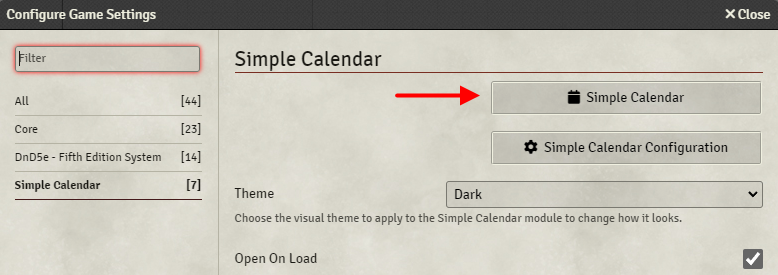 Configure Game Settings
Close
Filter
All [44]
Core [23]
DnD5e - Fifth Edition System [14]
Simple Calendar [7]
Simple Calendar
Simple Calendar
Simple Calendar Configuration
Theme
Dark
Choose the visual theme to apply to the Simple Calendar module to change how it looks.
Open On Load